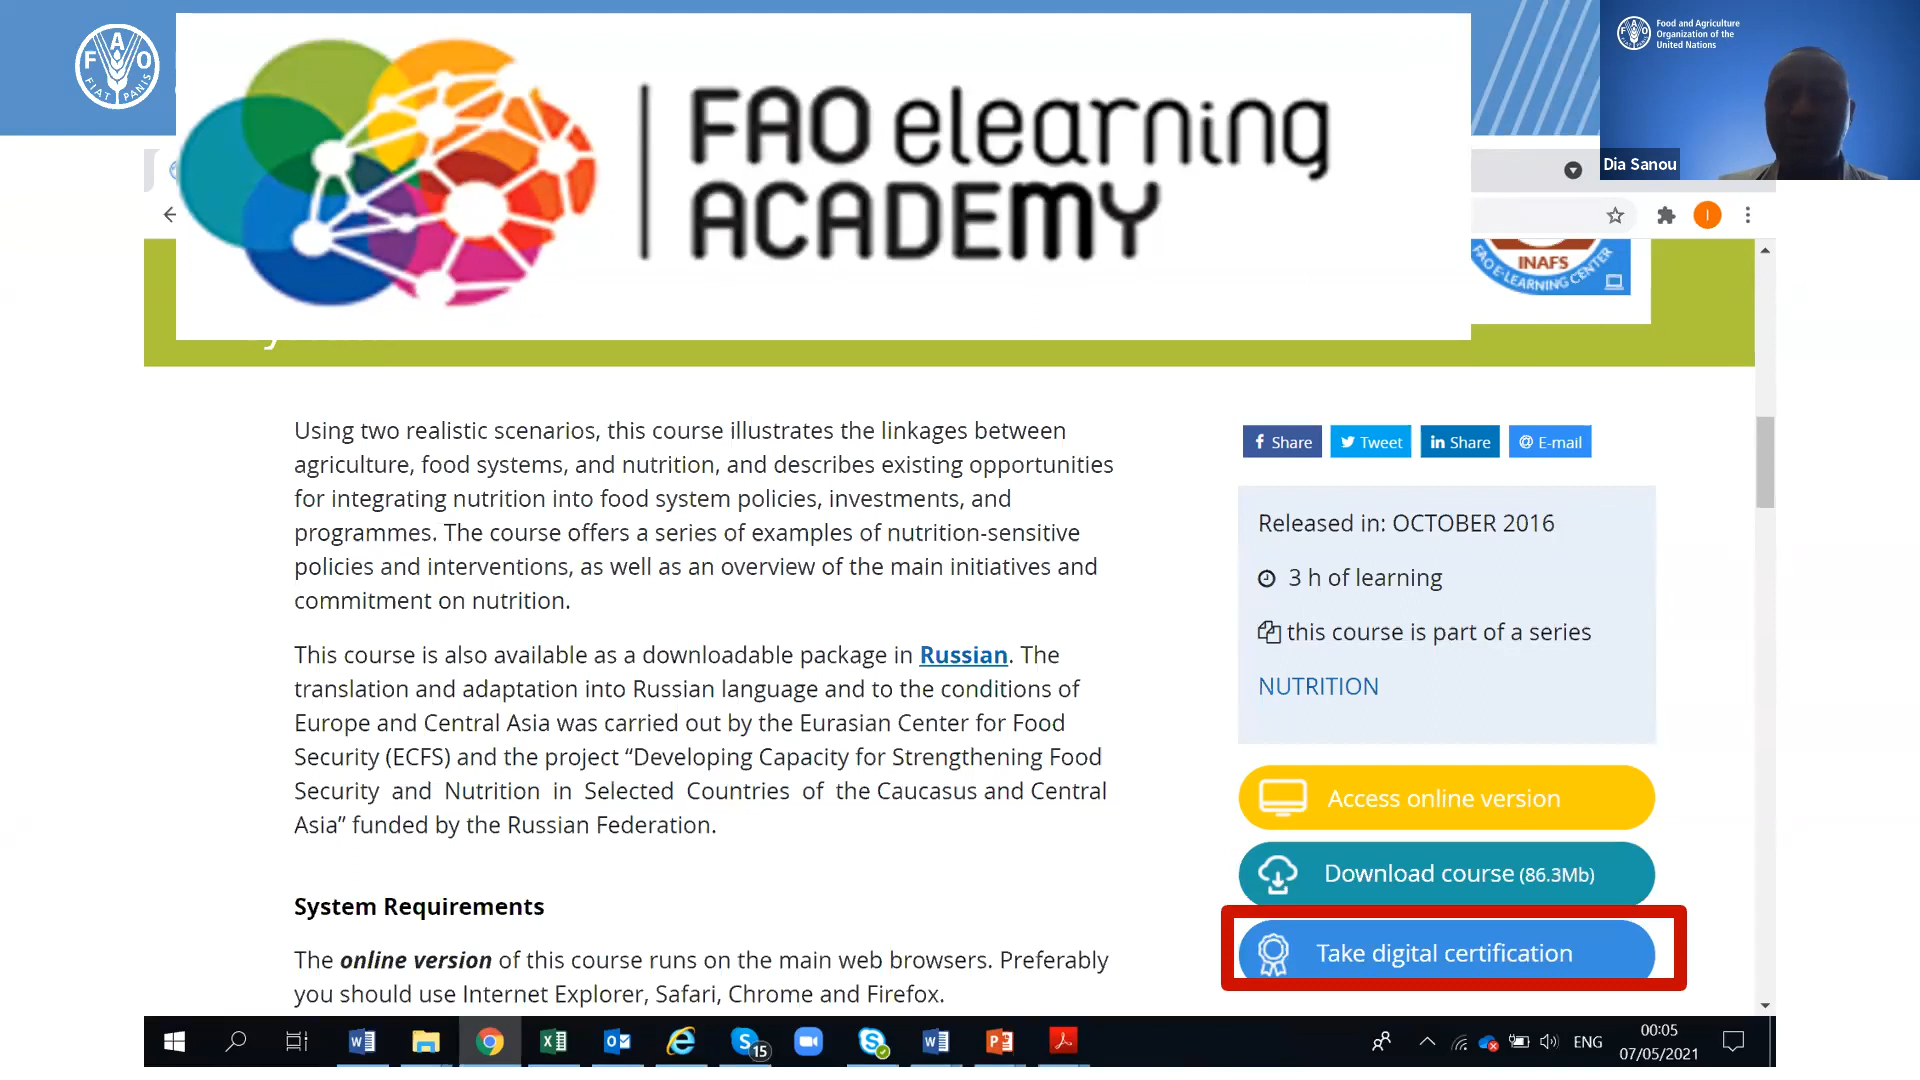 FAO
FIAT PANIS
FAO elearning
ACADEMY
Food and Agriculture
Organization of the
United Nations
Dia Sanou
I
INAFS
FAO E-LEARNING CENTER
Using two realistic scenarios, this course illustrates the linkages between
agriculture, food systems, and nutrition, and describes existing opportunities
for integrating nutrition into food system policies, investments, and
programmes. The course offers a series of examples of nutrition-sensitive
policies and interventions, as well as an overview of the main initiatives and
commitment on nutrition.
This course is also available as a downloadable package in Russian. The
translation and adaptation into Russian language and to the conditions of
Europe and Central Asia was carried out by the Eurasian Center for Food
Security (ECFS) and the project “Developing Capacity for Strengthening Food
Security and Nutrition in Selected Countries of the Caucasus and Central
Asia” funded by the Russian Federation.
System Requirements
The online version of this course runs on the main web browsers. Preferably
you should use Internet Explorer, Safari, Chrome and Firefox.
Share
Tweet
in Share
@ E-mail
Released in: OCTOBER 2016
3 h of learning
this course is part of a series
NUTRITION
Access online version
Download course (86.3Mb)
Take digital certification
15
ENG
00:05
07/05/2021